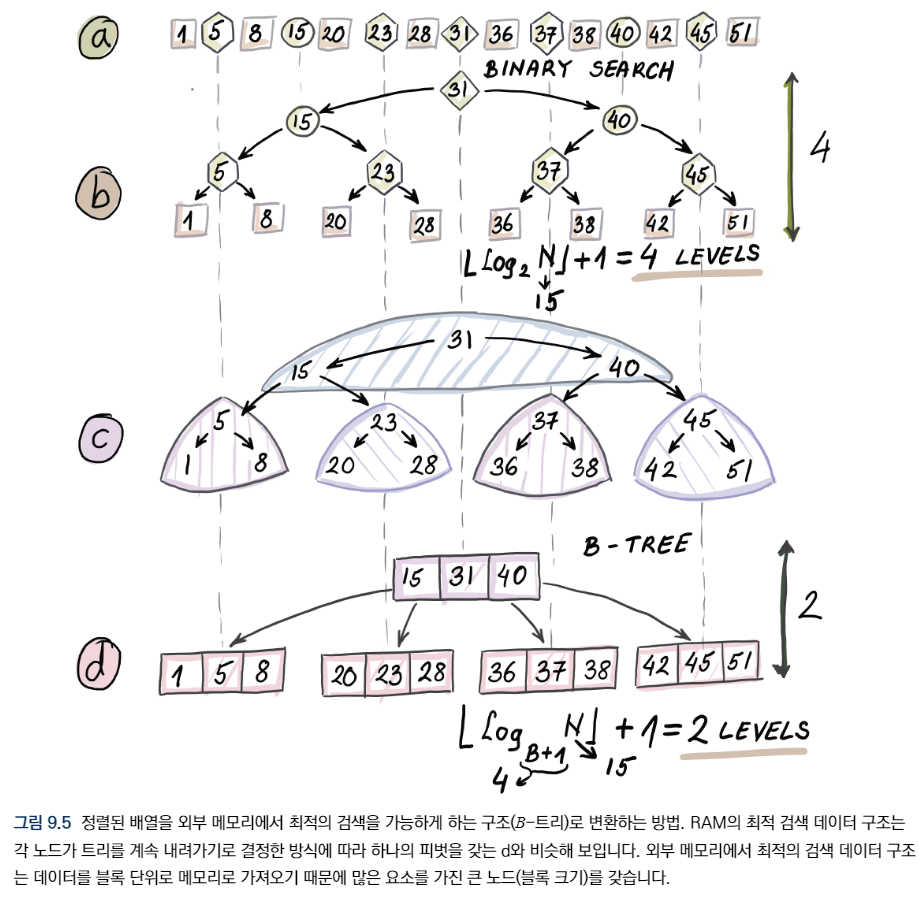 a 1 5 8 15 20 23 28 31 36 37 38 40 42 45 51
BINARY SEARCH
31
15 40
4
5 23 37 45
b
1 8 20 28 36 38 42 51
⌊Log₂ N⌋ + 1 = 4 LEVELS
15
31
15 40
c
5 23 37 45
1 8 20 28 36 38 42 51
B-TREE
15 31 40
2
d
1 5 8 20 23 28 36 37 38 42 45 51
⌊Log_{B+1} N⌋ + 1 = 2 LEVELS
4 15
그림 9.5 정렬된 배열을 외부 메모리에서 최적의 검색을 가능하게 하는 구조(B-트리)로 변환하는 방법. RAM의 최적 검색 데이터 구조는
각 노드가 트리를 계속 내려가기로 결정한 방식에 따라 하나의 피벗을 갖는 d와 비슷해 보입니다. 외부 메모리에서 최적의 검색 데이터 구조
는 데이터를 블록 단위로 메모리로 가져오기 때문에 많은 요소를 가진 큰 노드(블록 크기)를 갖습니다.